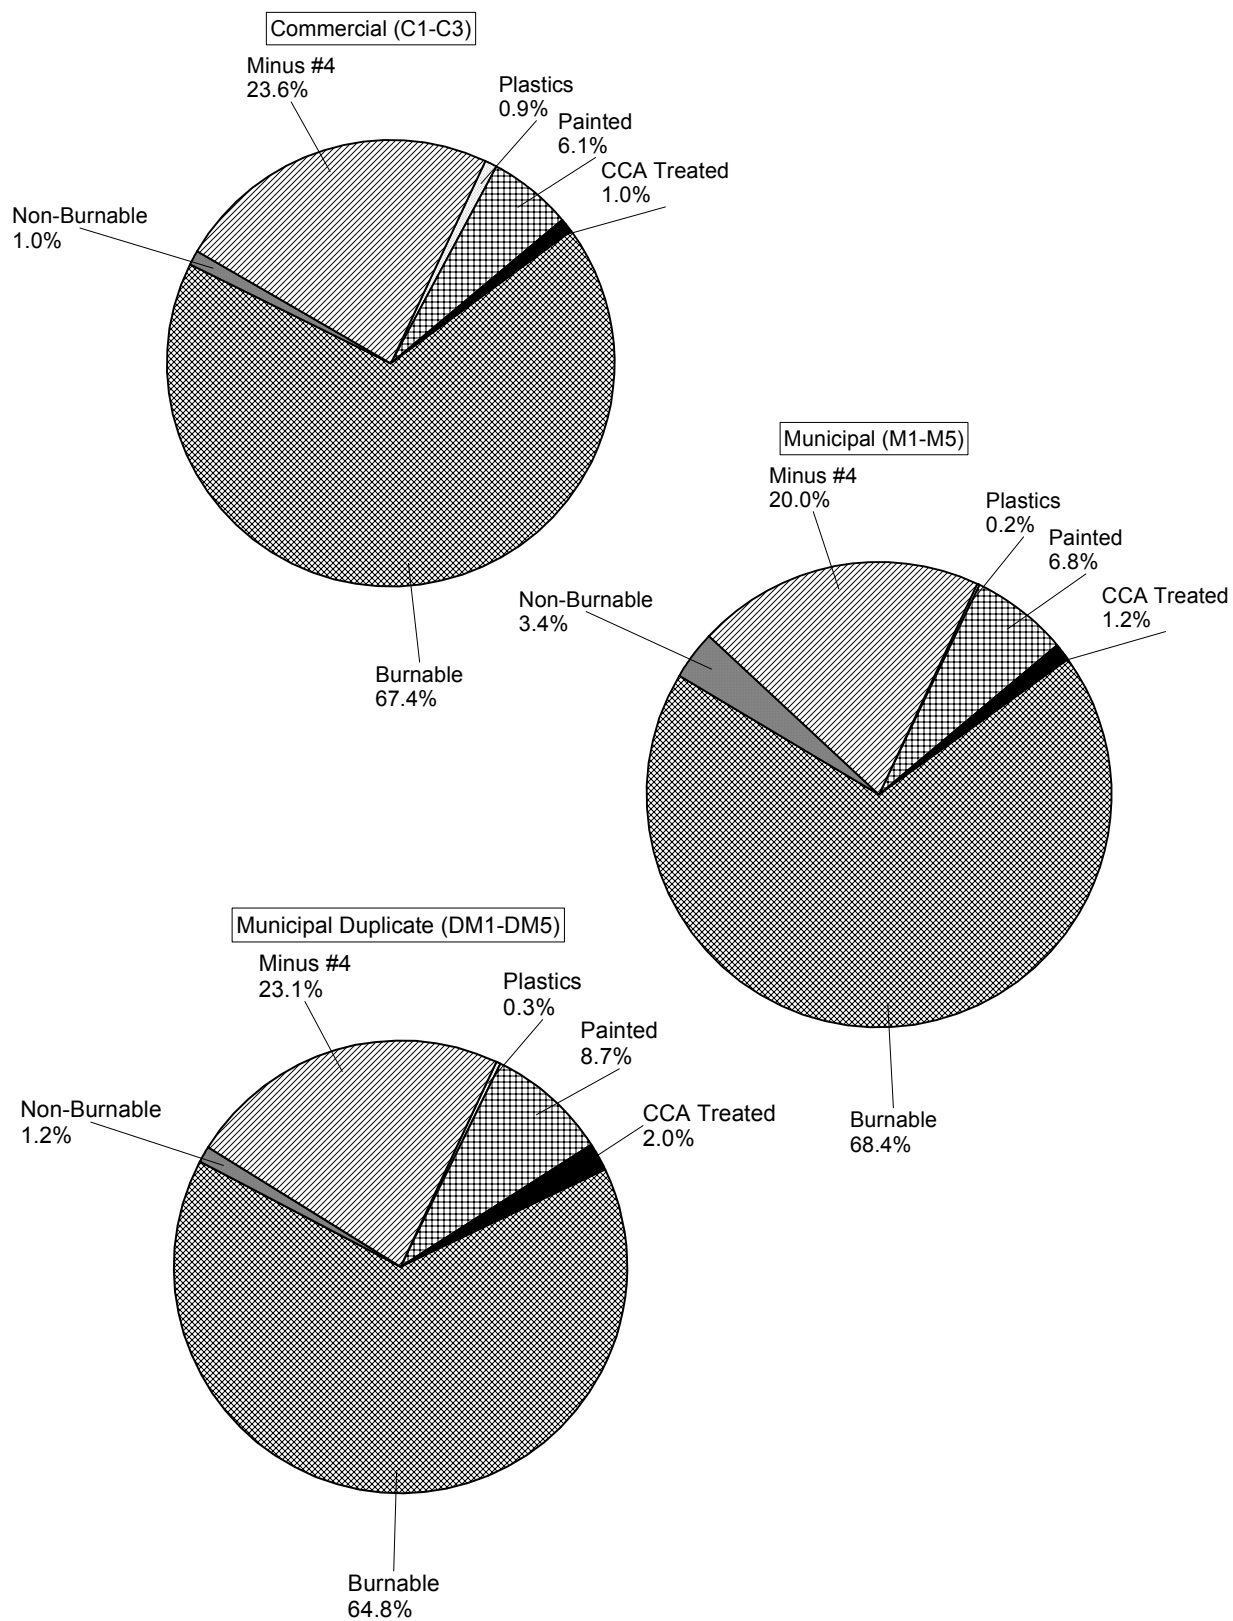 Commercial (C1-C3)
Minus #4
23.6%
Plastics
0.9%
Painted
6.1%
CCA Treated
1.0%
Non-Burnable
1.0%
Burnable
67.4%
Municipal (M1-M5)
Minus #4
20.0%
Plastics
0.2%
Painted
6.8%
CCA Treated
1.2%
Non-Burnable
3.4%
Burnable
68.4%
Municipal Duplicate (DM1-DM5)
Minus #4
23.1%
Plastics
0.3%
Painted
8.7%
CCA Treated
2.0%
Non-Burnable
1.2%
Burnable
64.8%